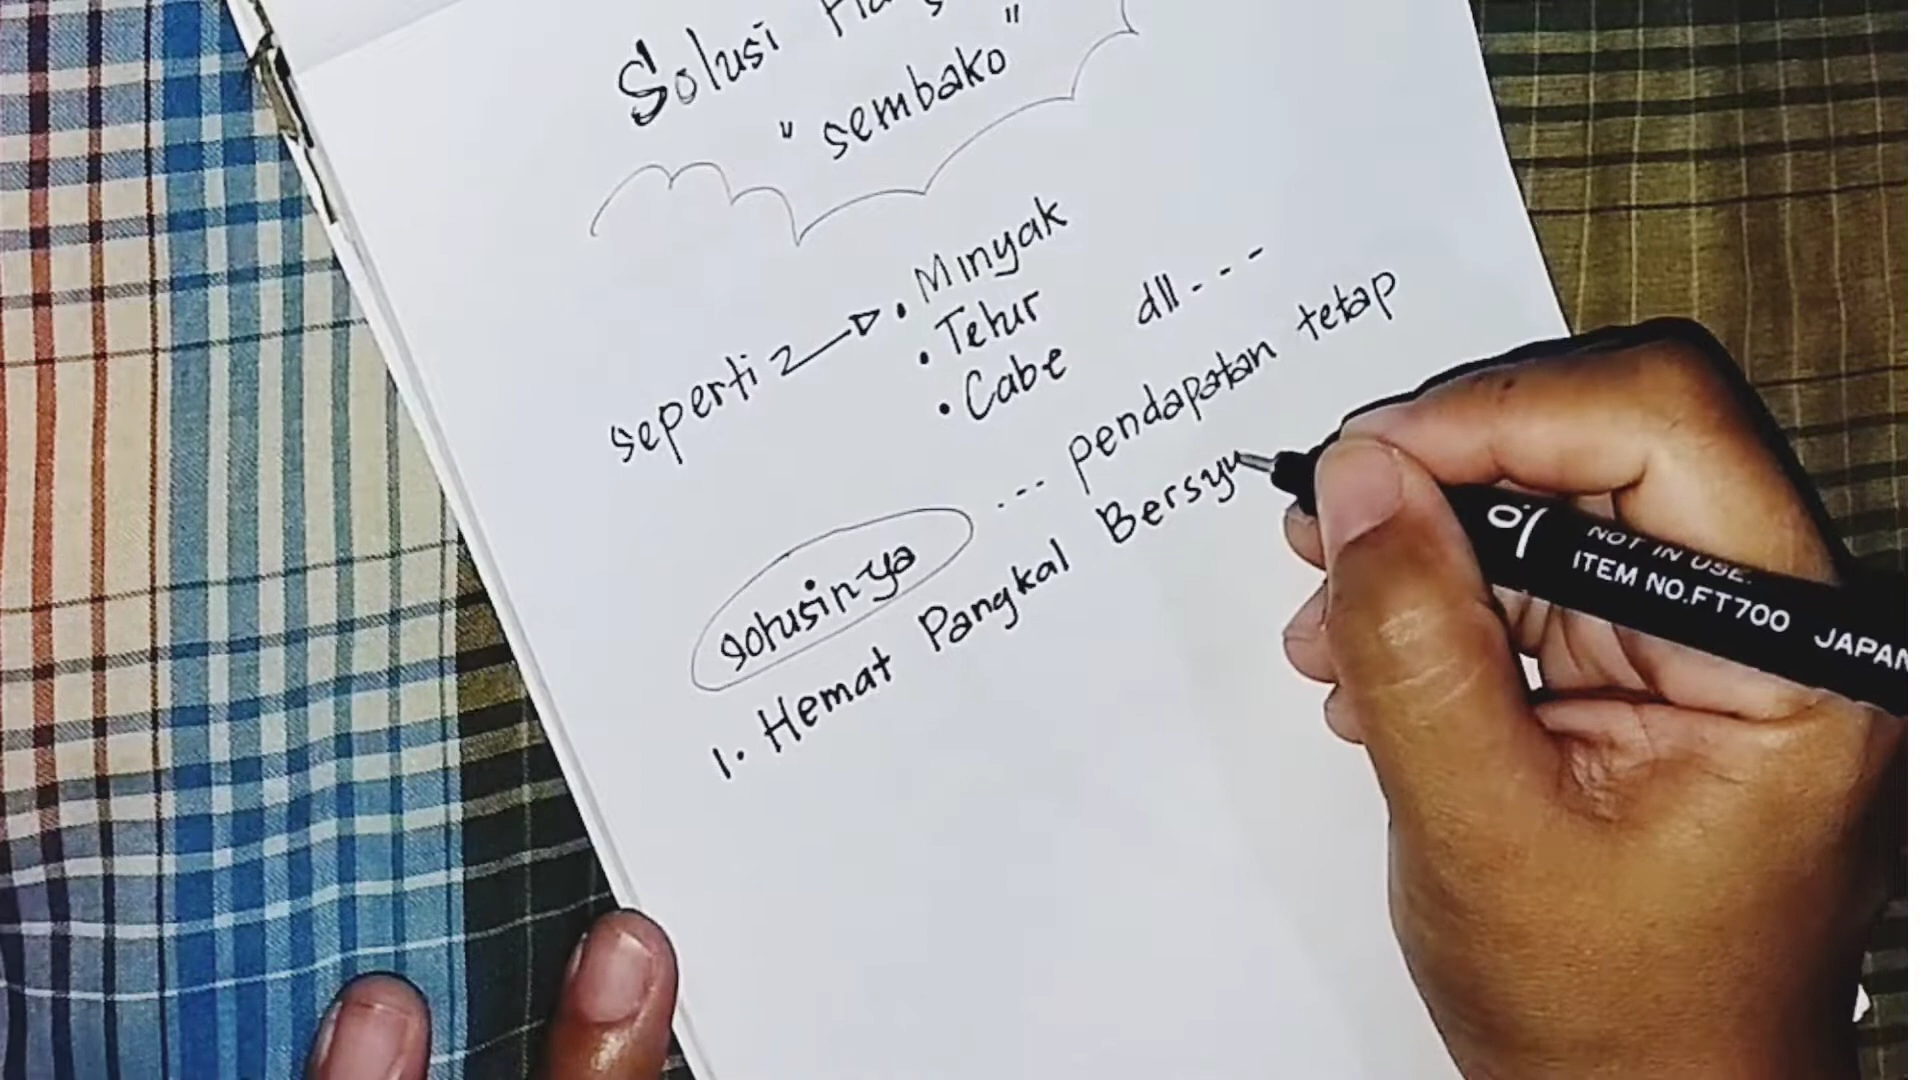 Solusi
" sembako "
seperti2 → • Minyak
• Telur dll - - -
• Cabe
solusinya --- pendapatan tetap
1. Hemat Pangkal Bersyu
NOT IN USE.
ITEM NO.FT700 JAPAN